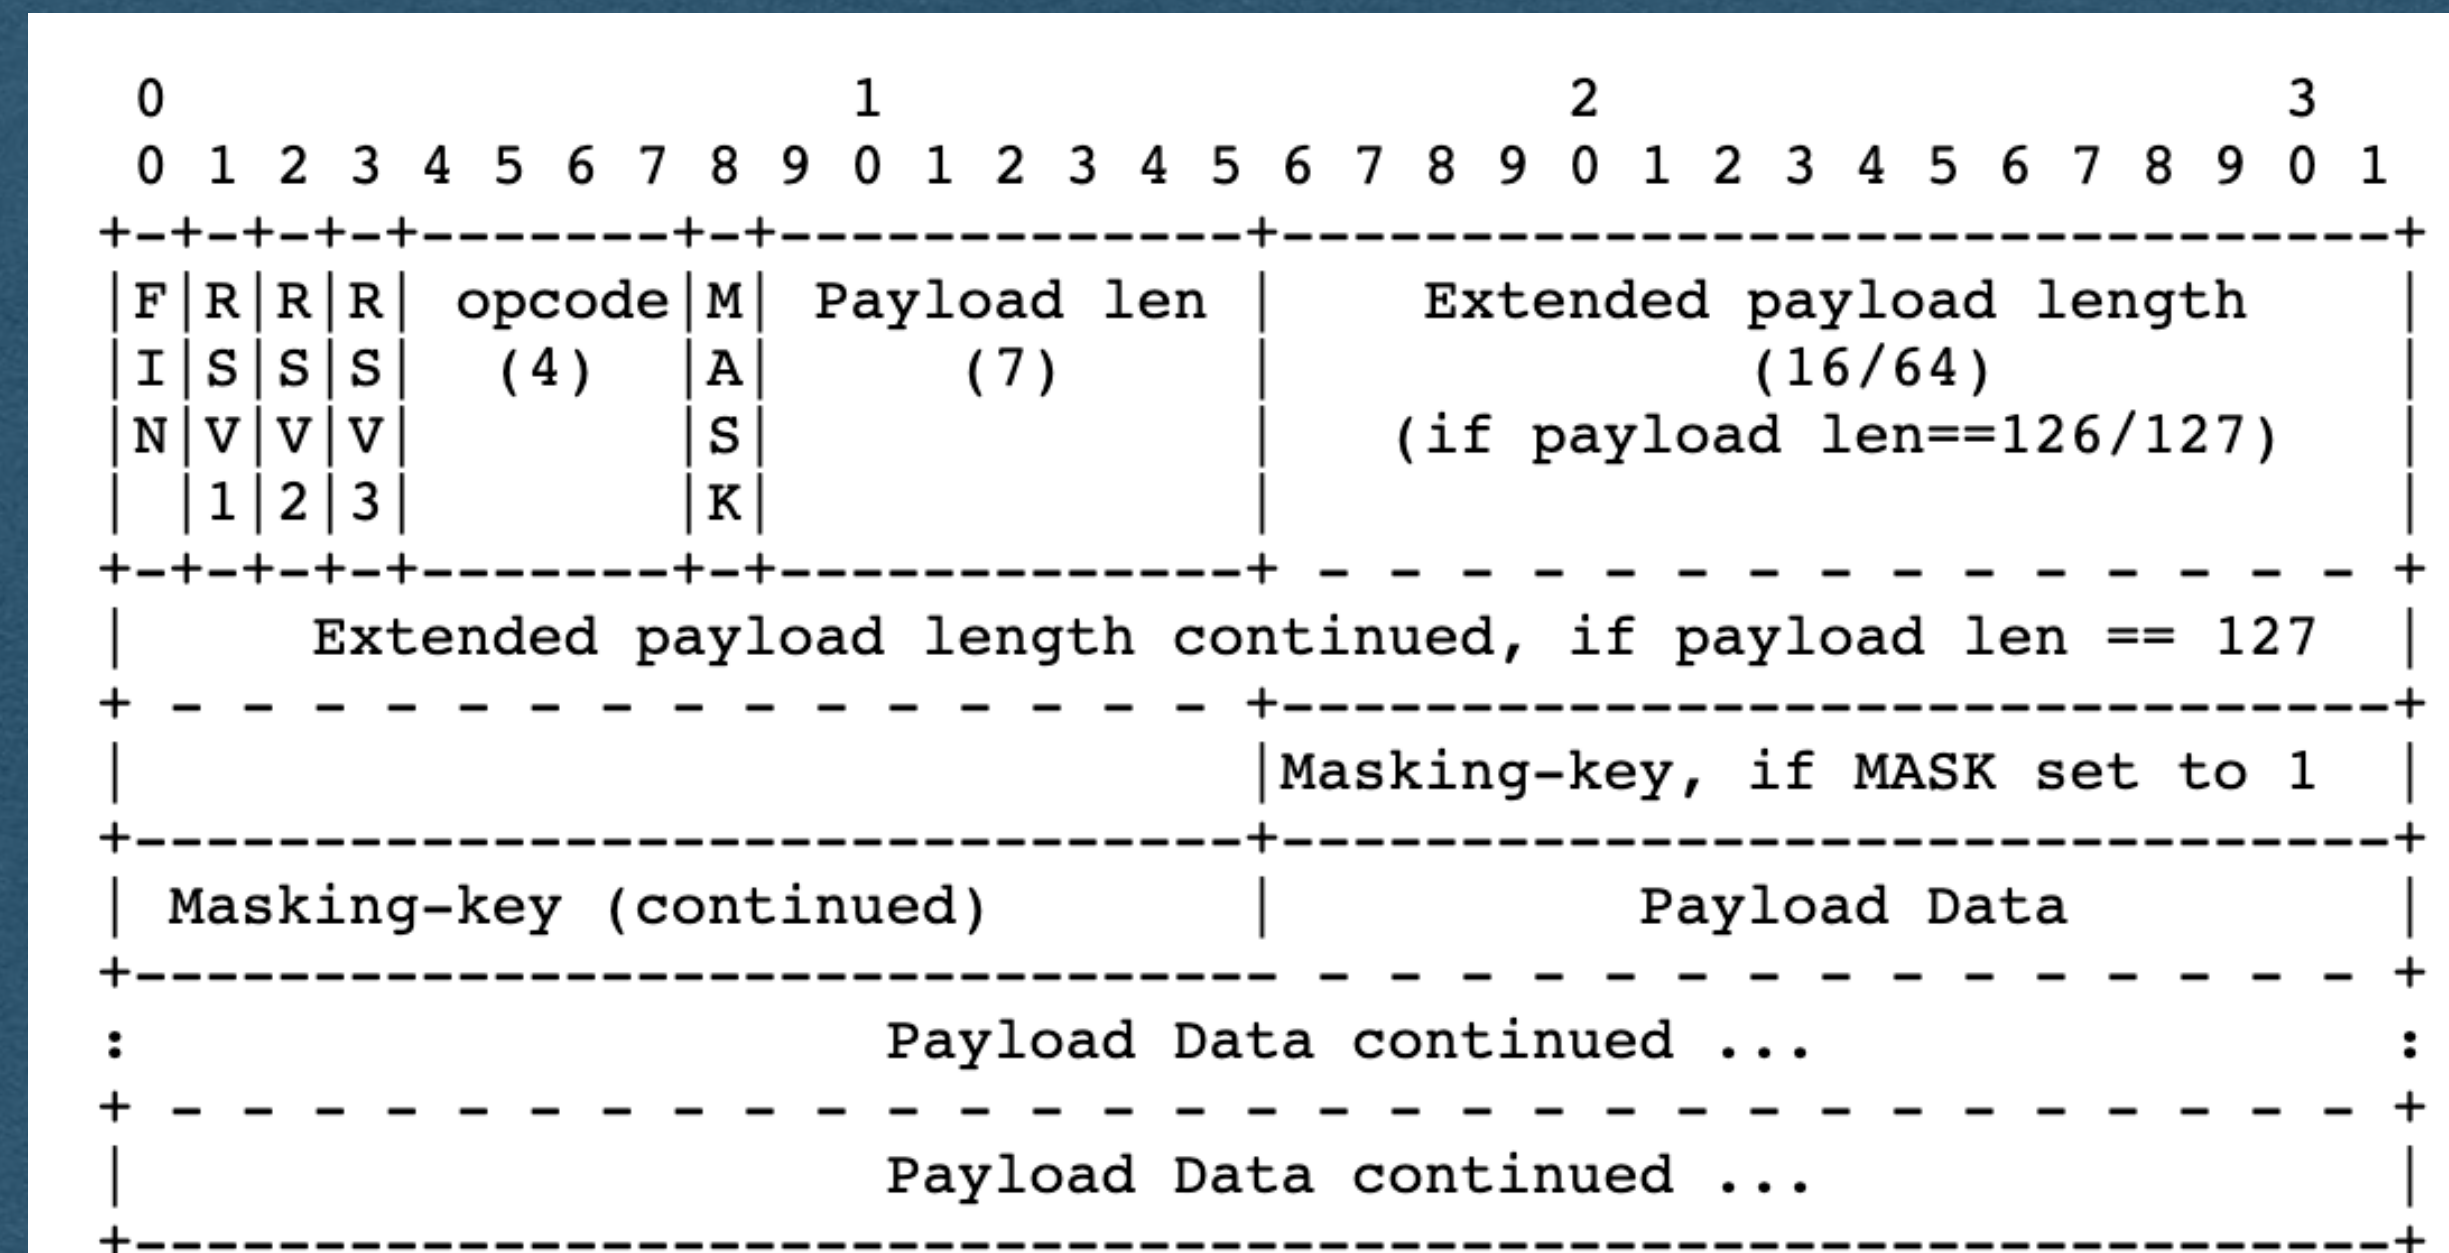 0                   1                   2                   3
 0 1 2 3 4 5 6 7 8 9 0 1 2 3 4 5 6 7 8 9 0 1 2 3 4 5 6 7 8 9 0 1
+-+-+-+-+-------+-+-------------+-------------------------------+
|F|R|R|R| opcode|M| Payload len |    Extended payload length    |
|I|S|S|S|  (4)  |A|     (7)     |             (16/64)           |
|N|V|V|V|       |S|             |   (if payload len==126/127)   |
| |1|2|3|       |K|             |                               |
+-+-+-+-+-------+-+-------------+ - - - - - - - - - - - - - - - +
|     Extended payload length continued, if payload len == 127  |
+ - - - - - - - - - - - - - - - +-------------------------------+
|                               |Masking-key, if MASK set to 1  |
+-------------------------------+-------------------------------+
| Masking-key (continued)       |          Payload Data         |
+-------------------------------- - - - - - - - - - - - - - - - +
:                     Payload Data continued ...                :
+ - - - - - - - - - - - - - - - - - - - - - - - - - - - - - - - +
|                     Payload Data continued ...                |
+---------------------------------------------------------------+